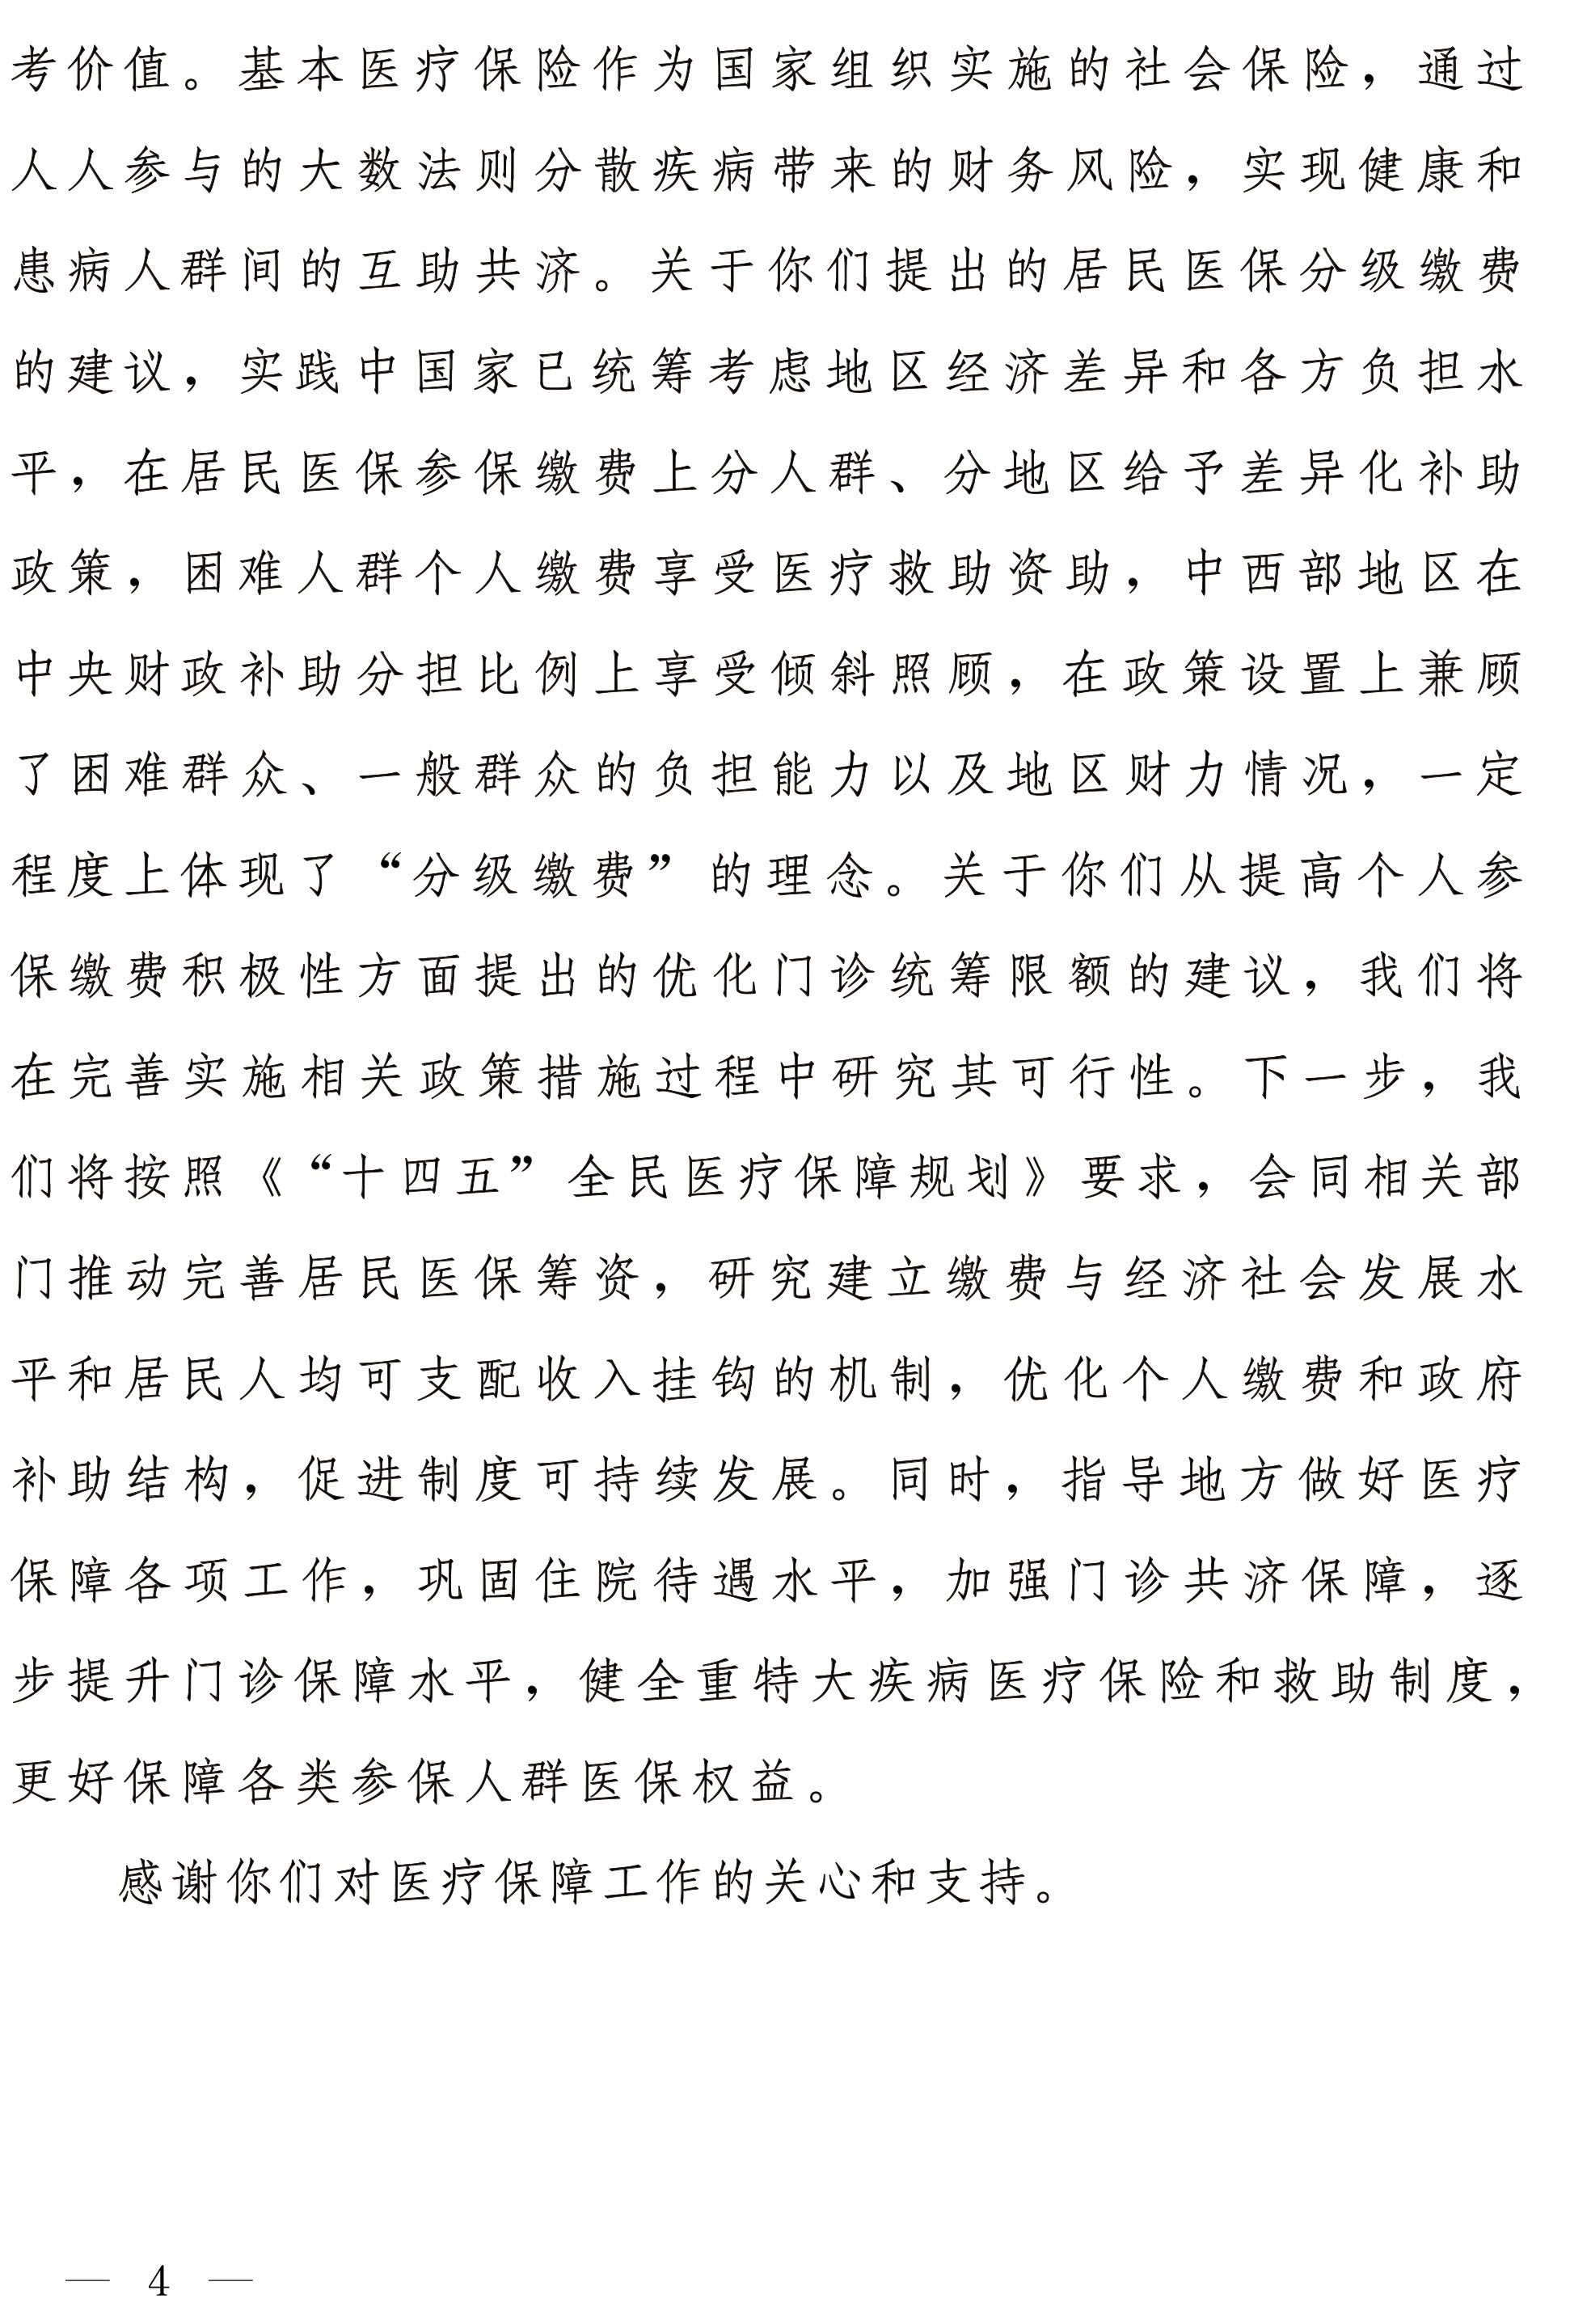 考价值。基本医疗保险作为国家组织实施的社会保险，通过
人人参与的大数法则分散疾病带来的财务风险，实现健康和
患病人群间的互助共济。关于你们提出的居民医保分级缴费
的建议，实践中国家已统筹考虑地区经济差异和各方负担水
平，在居民医保参保缴费上分人群、分地区给予差异化补助
政策，困难人群个人缴费享受医疗救助资助，中西部地区在
中央财政补助分担比例上享受倾斜照顾，在政策设置上兼顾
了困难群众、一般群众的负担能力以及地区财力情况，一定
程度上体现了“分级缴费”的理念。关于你们从提高个人参
保缴费积极性方面提出的优化门诊统筹限额的建议，我们将
在完善实施相关政策措施过程中研究其可行性。下一步，我
们将按照《“十四五”全民医疗保障规划》要求，会同相关部
门推动完善居民医保筹资，研究建立缴费与经济社会发展水
平和居民人均可支配收入挂钩的机制，优化个人缴费和政府
补助结构，促进制度可持续发展。同时，指导地方做好医疗
保障各项工作，巩固住院待遇水平，加强门诊共济保障，逐
步提升门诊保障水平，健全重特大疾病医疗保险和救助制度，
更好保障各类参保人群医保权益。
感谢你们对医疗保障工作的关心和支持。
— 4 —